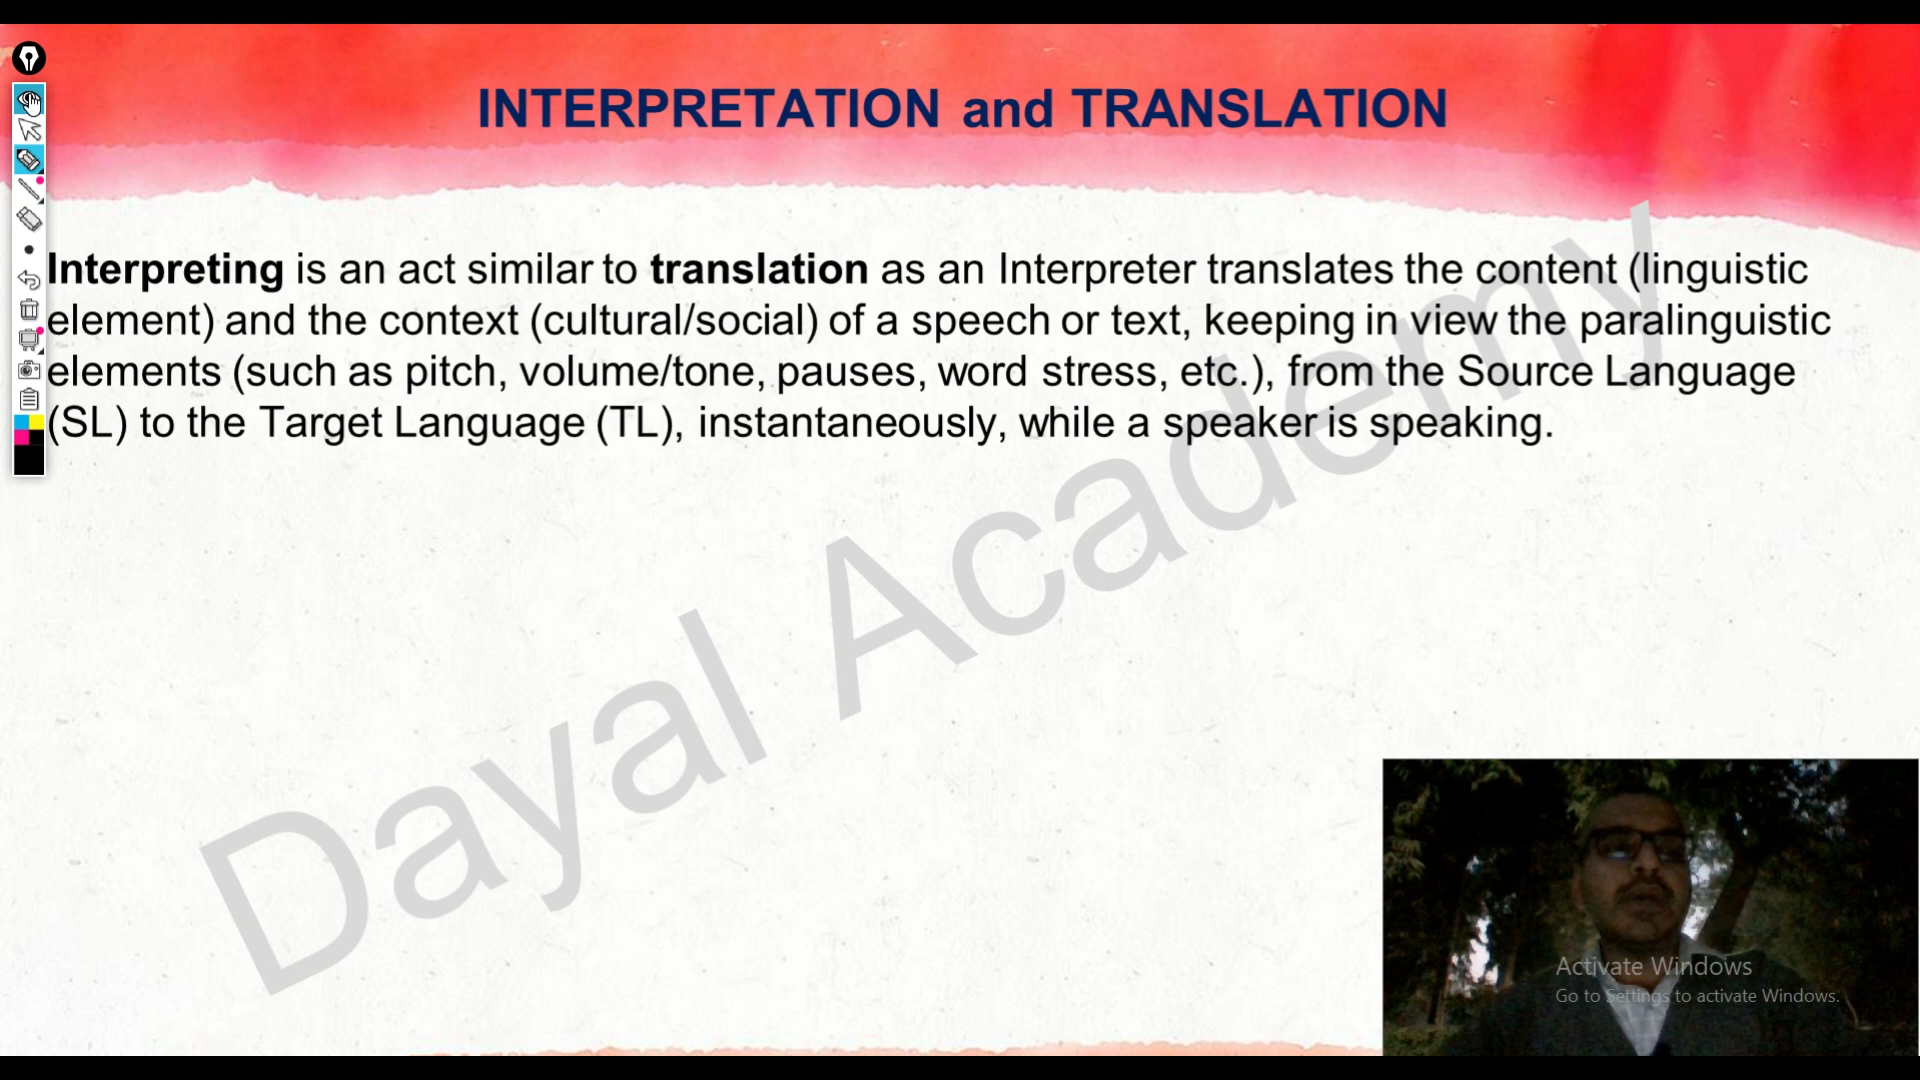 INTERPRETATION and TRANSLATION
Interpreting is an act similar to translation as an Interpreter translates the content (linguistic
element) and the context (cultural/social) of a speech or text, keeping in view the paralinguistic
elements (such as pitch, volume/tone, pauses, word stress, etc.), from the Source Language
(SL) to the Target Language (TL), instantaneously, while a speaker is speaking.
Dayal Academy
Activate Windows
Go to Settings to activate Windows.